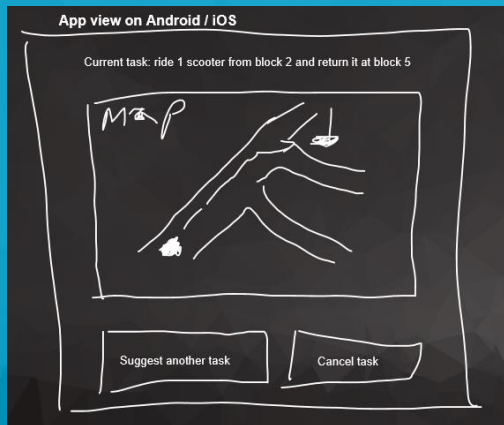 App view on Android / iOS
Current task: ride 1 scooter from block 2 and return it at block 5
Map
Suggest another task
Cancel task